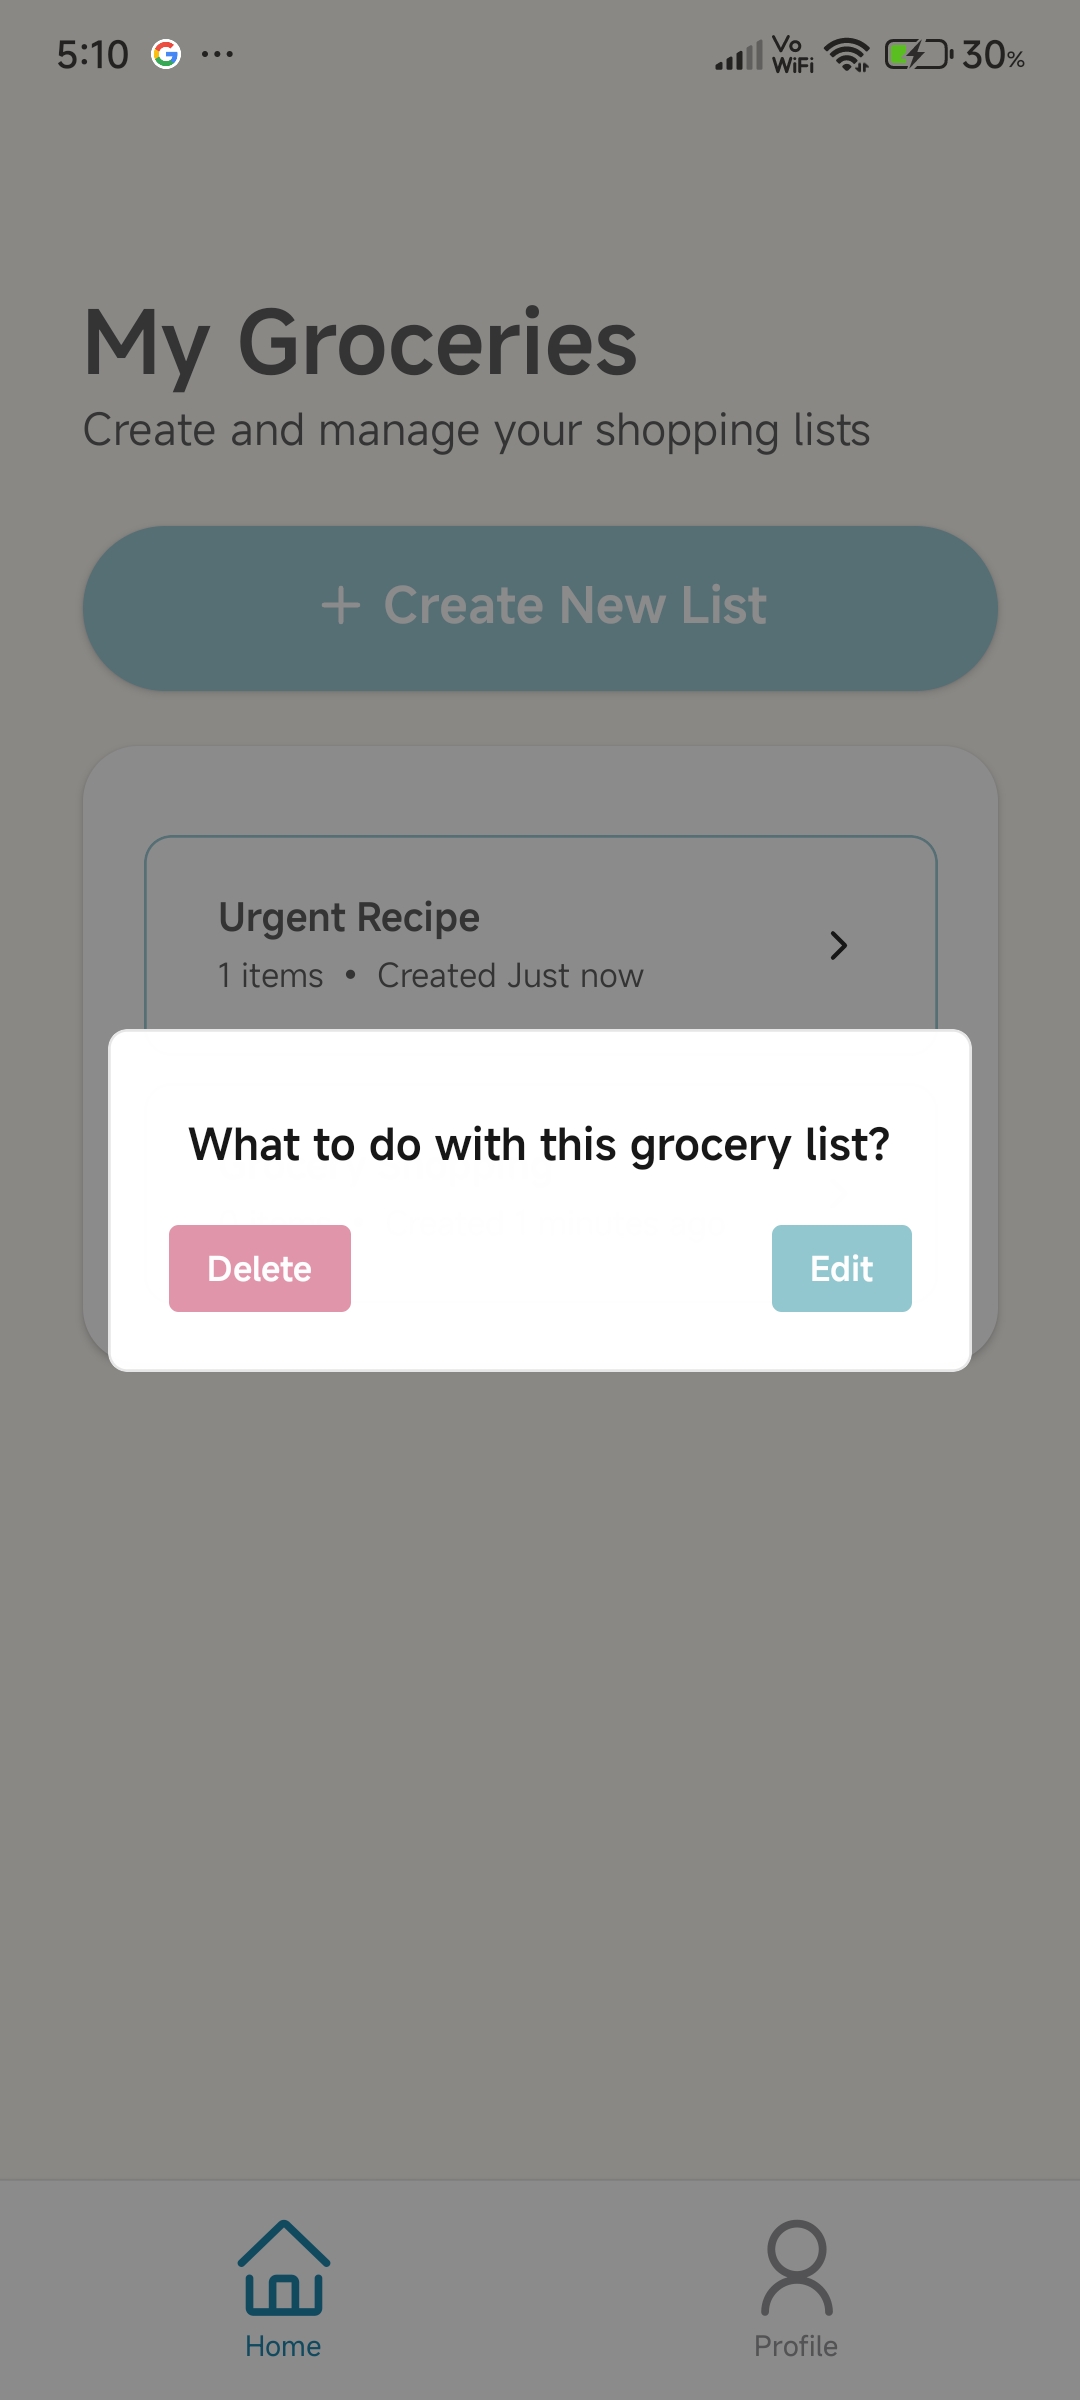 5:10 G ... Vo WiFi 30%
My Groceries
Create and manage your shopping lists
+ Create New List
Urgent Recipe
1 items • Created Just now
What to do with this grocery list?
Delete Edit
Home Profile